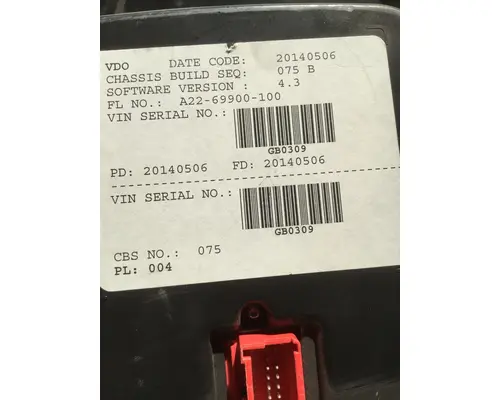 VDO DATE CODE: 20140506
CHASSIS BUILD SEQ: 075 B
SOFTWARE VERSION : 4.3
FL NO.: A22-69900-100
VIN SERIAL NO.:
GB0309
PD: 20140506 FD: 20140506
VIN SERIAL NO.:
GB0309
CBS NO.: 075
PL: 004